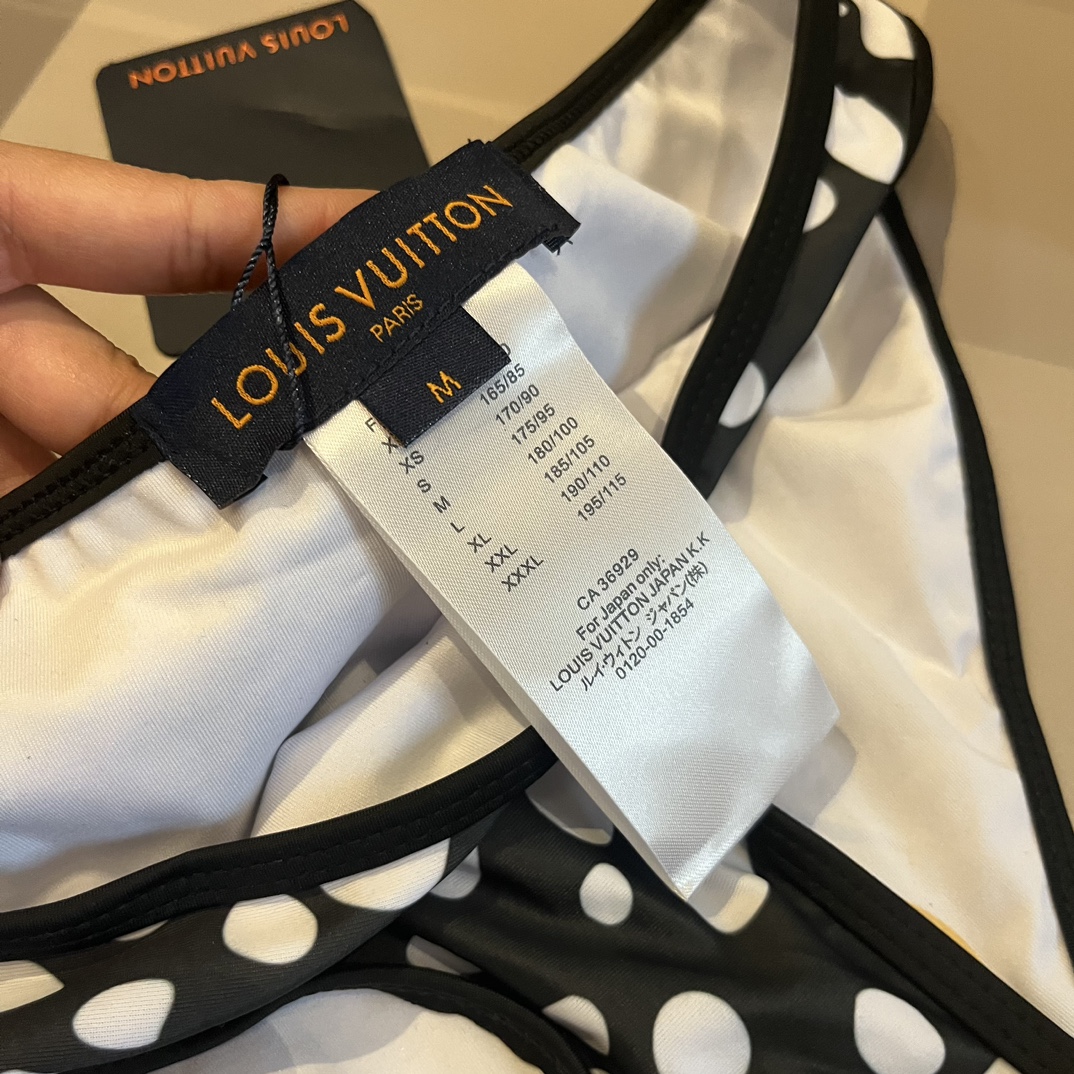 LOUIS VUITTON
LOUIS VUITTON
PARIS
M
165/85
170/90
XS 175/95
S 180/100
M 185/105
L 190/110
XL 195/115
XXL
XXXL
CA 36929
For Japan only:
LOUIS VUITTON JAPAN K.K
ルイ・ウィトン ジャパン(株)
0120-00-1854